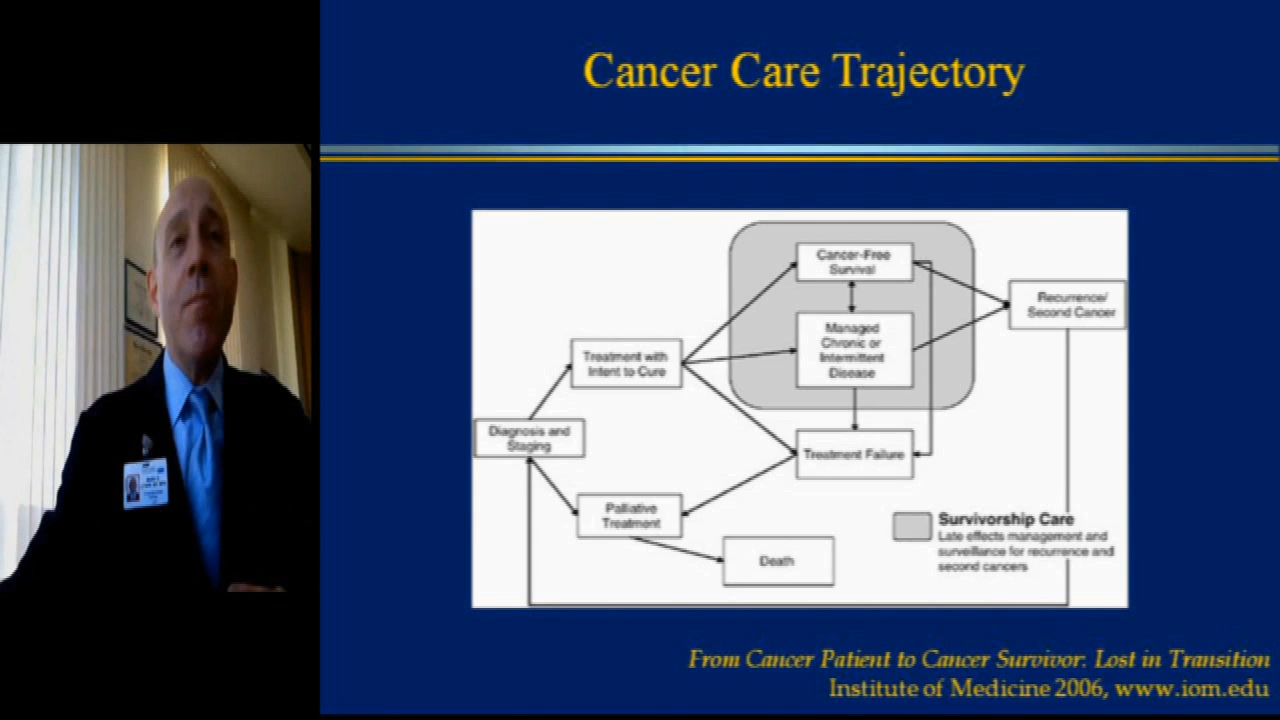 Cancer Care Trajectory
Cancer-Free
Survival
Recurrence/
Second Cancer
Managed
Chronic or
Intermittent
Disease
Treatment with
Intent to Cure
Diagnosis and
Staging
Treatment Failure
Palliative
Treatment
Death
Survivorship Care
Late effects management and
surveillance for recurrence and
second cancers
From Cancer Patient to Cancer Survivor: Lost in Transition
Institute of Medicine 2006, www.iom.edu